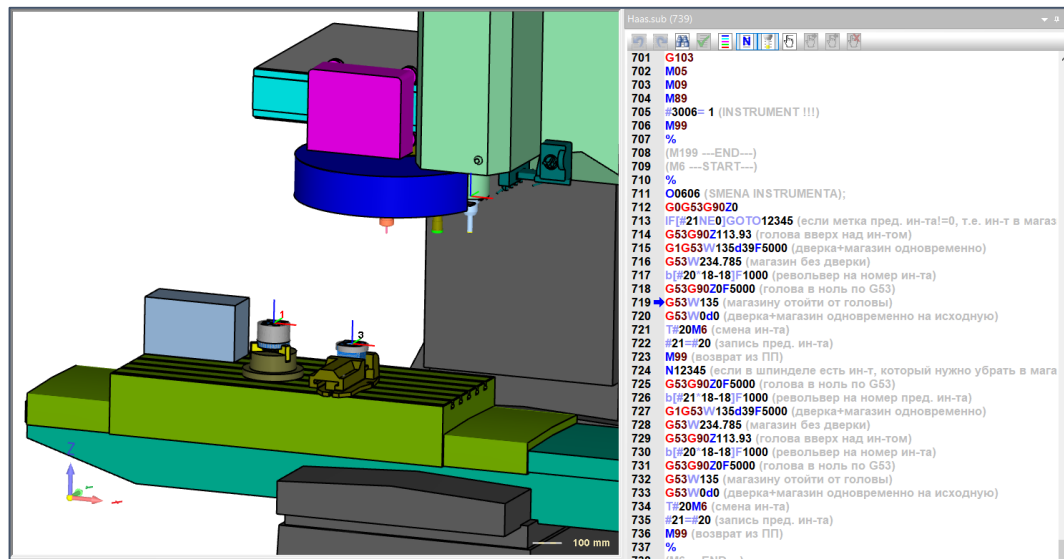 Haas.sub (739)
701 G103
702 M05
703 M09
704 M89
705 #3006= 1 (INSTRUMENT !!!)
706 M99
707 %
708 (M199 ---END---)
709 (M6 ---START---)
710 %
711 O0606 (SMENA INSTRUMENTA);
712 G0G53G90Z0
713 IF[#21NE0]GOTO12345 (если метка пред. ин-та!=0, т.е. ин-т в магаз
714 G53G90Z113.93 (голова вверх над ин-том)
715 G1G53W135d39F5000 (дверка+магазин одновременно)
716 G53W234.785 (магазин без дверки)
717 b[#20*18-18]F1000 (револьвер на номер ин-та)
718 G53G90Z0F5000 (голова в ноль по G53)
719 G53W135 (магазину отойти от головы)
720 G53W0d0 (дверка+магазин одновременно на исходную)
721 T#20M6 (смена ин-та)
722 #21=#20 (запись пред. ин-та)
723 M99 (возврат из ПП)
724 N12345 (если в шпинделе есть ин-т, который нужно убрать в мага
725 G53G90Z0F5000 (голова в ноль по G53)
726 b[#21*18-18]F1000 (револьвер на номер пред. ин-та)
727 G1G53W135d39F5000 (дверка+магазин одновременно)
728 G53W234.785 (магазин без дверки)
729 G53G90Z113.93 (голова вверх над ин-том)
730 b[#20*18-18]F1000 (револьвер на номер ин-та)
731 G53G90Z0F5000 (голова в ноль по G53)
732 G53W135 (магазину отойти от головы)
733 G53W0d0 (дверка+магазин одновременно на исходную)
734 T#20M6 (смена ин-та)
735 #21=#20 (запись пред. ин-та)
736 M99 (возврат из ПП)
737 %
1
3
Z
100 mm